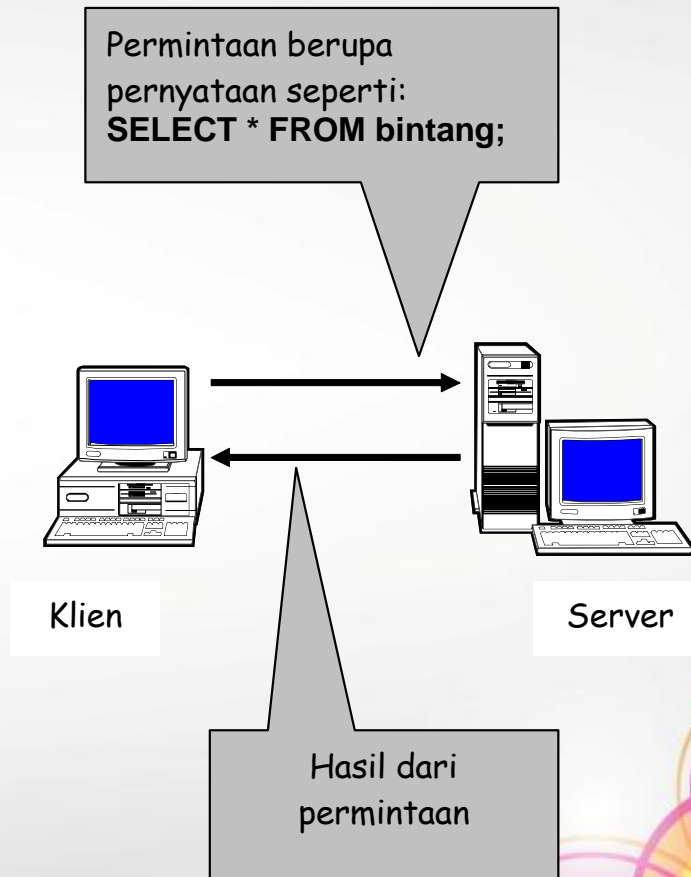 Permintaan berupa
pernyataan seperti:
SELECT * FROM bintang;
Klien
Server
Hasil dari
permintaan